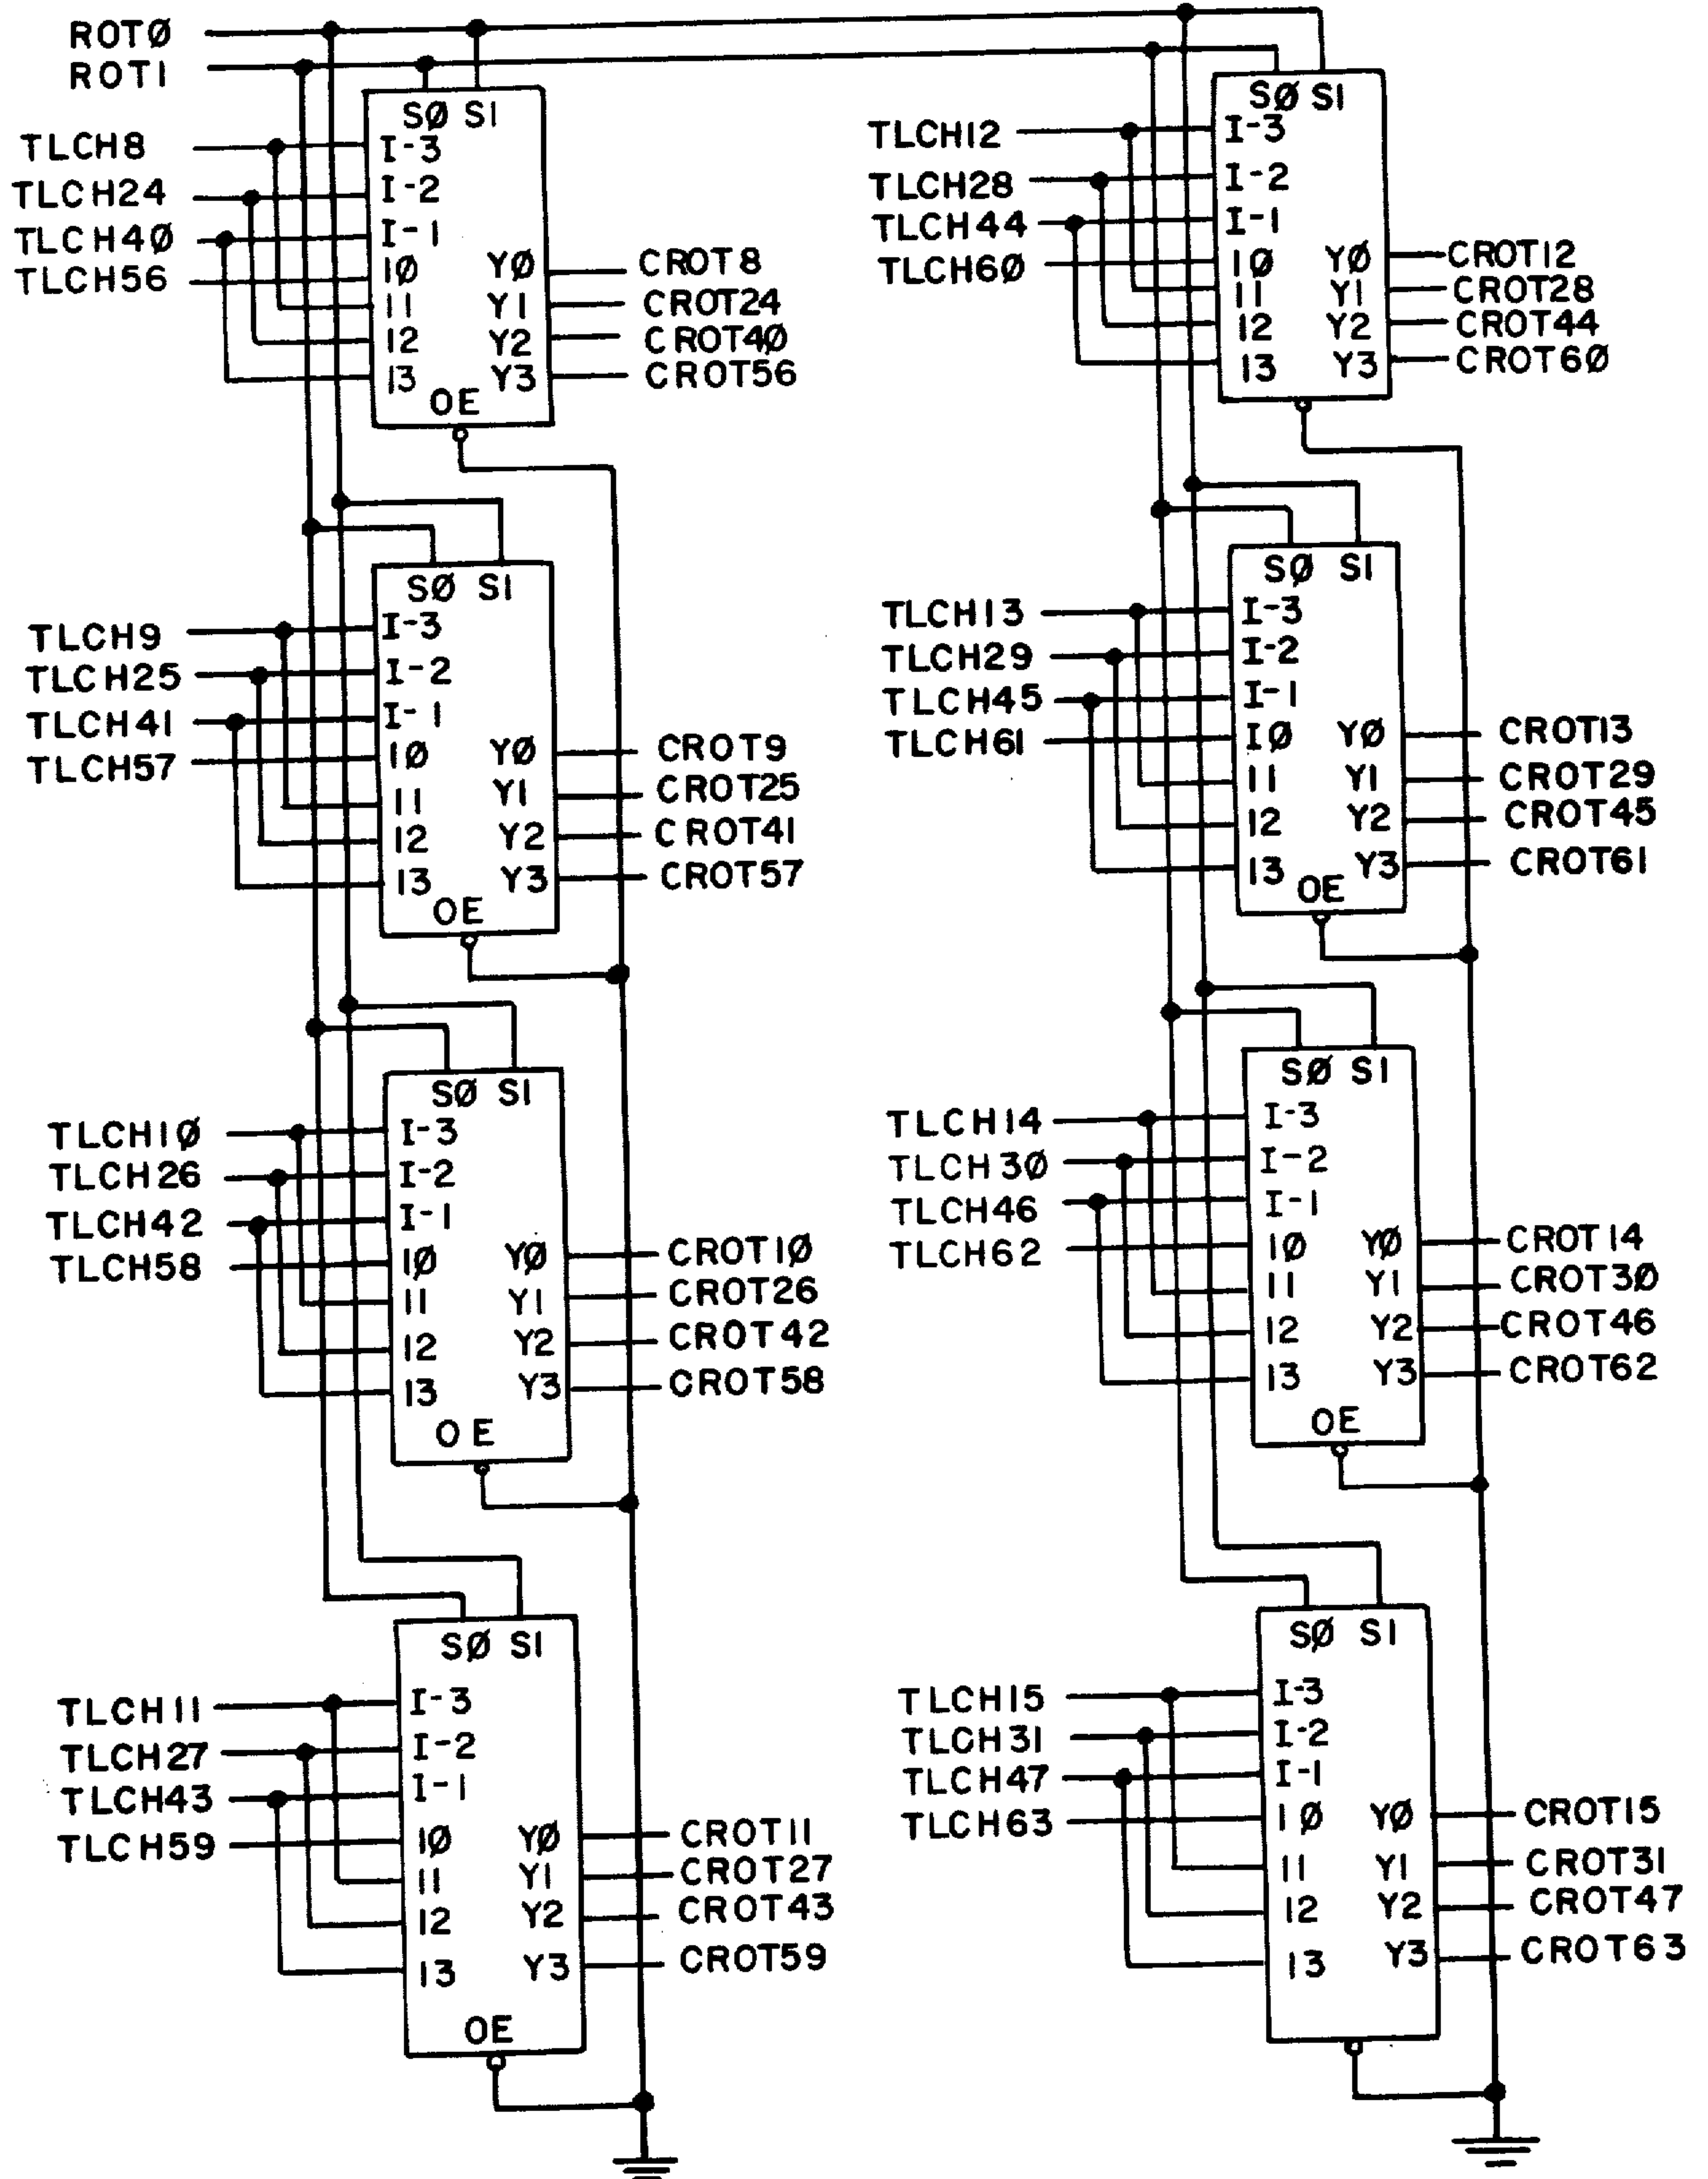 ROTØ
ROT1
SØ S1
TLCH8
I-3
TLCH24
I-2
TLCH4Ø
I-1
TLCH56
IØ
YØ
CROT8
I1
Y1
CROT24
I2
Y2
CROT4Ø
I3
Y3
CROT56
OE
SØ S1
TLCH9
I-3
TLCH25
I-2
TLCH41
I-1
TLCH57
IØ
YØ
CROT9
I1
Y1
CROT25
I2
Y2
CROT41
I3
Y3
CROT57
OE
SØ S1
TLCH1Ø
I-3
TLCH26
I-2
TLCH42
I-1
TLCH58
IØ
YØ
CROT1Ø
I1
Y1
CROT26
I2
Y2
CROT42
I3
Y3
CROT58
OE
SØ S1
TLCH11
I-3
TLCH27
I-2
TLCH43
I-1
TLCH59
IØ
YØ
CROT11
I1
Y1
CROT27
I2
Y2
CROT43
I3
Y3
CROT59
OE
SØ S1
TLCH12
I-3
TLCH28
I-2
TLCH44
I-1
TLCH6Ø
IØ
YØ
CROT12
I1
Y1
CROT28
I2
Y2
CROT44
I3
Y3
CROT6Ø
SØ S1
TLCH13
I-3
TLCH29
I-2
TLCH45
I-1
TLCH61
IØ
YØ
CROT13
I1
Y1
CROT29
I2
Y2
CROT45
I3
Y3
CROT61
OE
SØ S1
TLCH14
I-3
TLCH3Ø
I-2
TLCH46
I-1
TLCH62
IØ
YØ
CROT14
I1
Y1
CROT3Ø
I2
Y2
CROT46
I3
Y3
CROT62
OE
SØ S1
TLCH15
I-3
TLCH31
I-2
TLCH47
I-1
TLCH63
IØ
YØ
CROT15
I1
Y1
CROT31
I2
Y2
CROT47
I3
Y3
CROT63